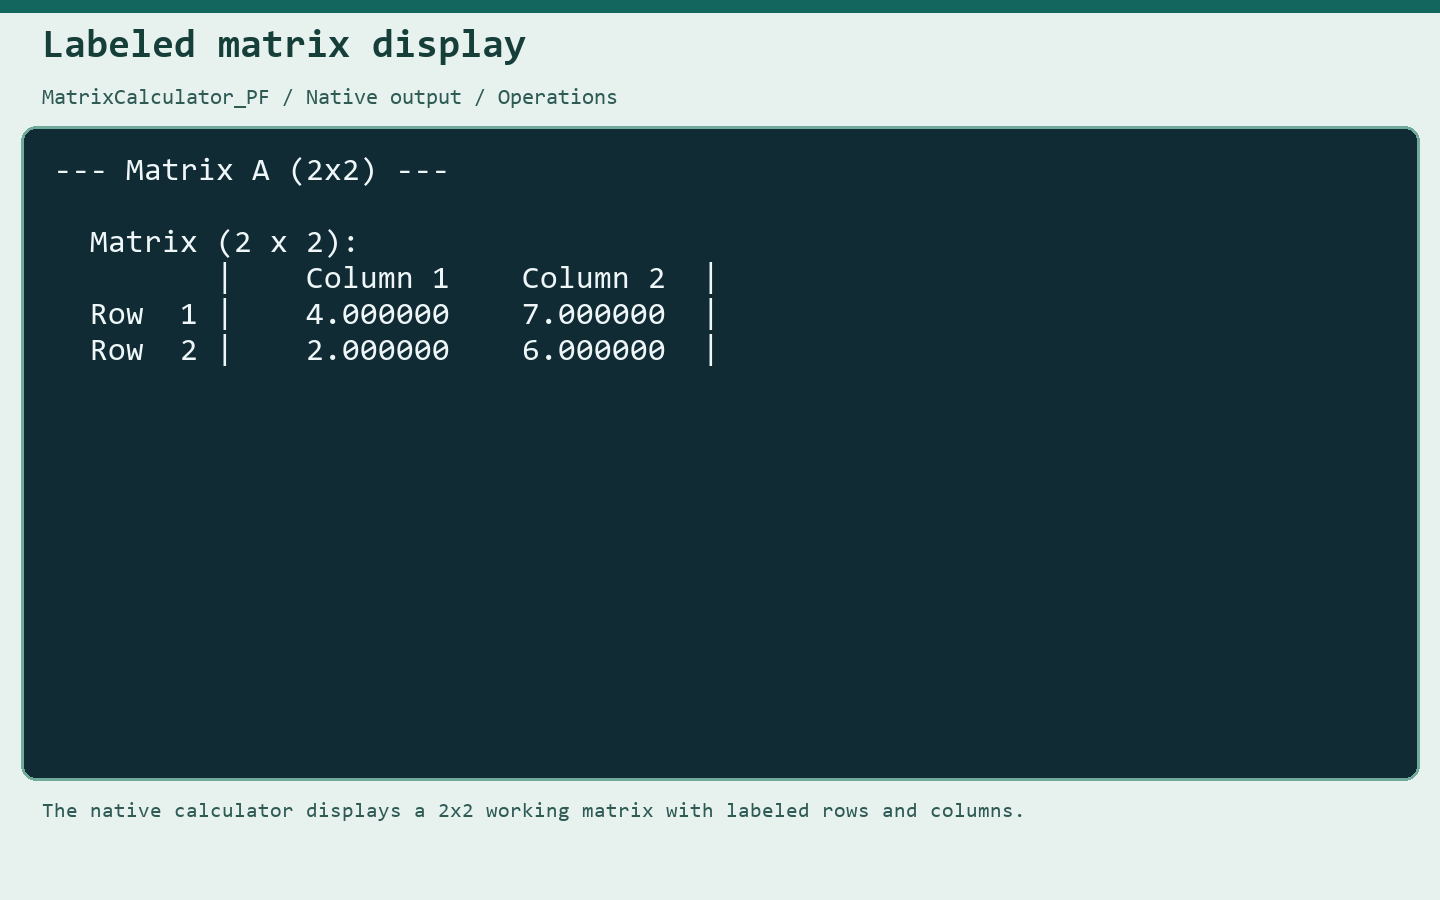 Labeled matrix display
MatrixCalculator_PF / Native output / Operations
--- Matrix A (2x2) ---
Matrix (2 x 2):
│ Column 1 Column 2 │
Row 1 │ 4.000000 7.000000 │
Row 2 │ 2.000000 6.000000 │
The native calculator displays a 2x2 working matrix with labeled rows and columns.